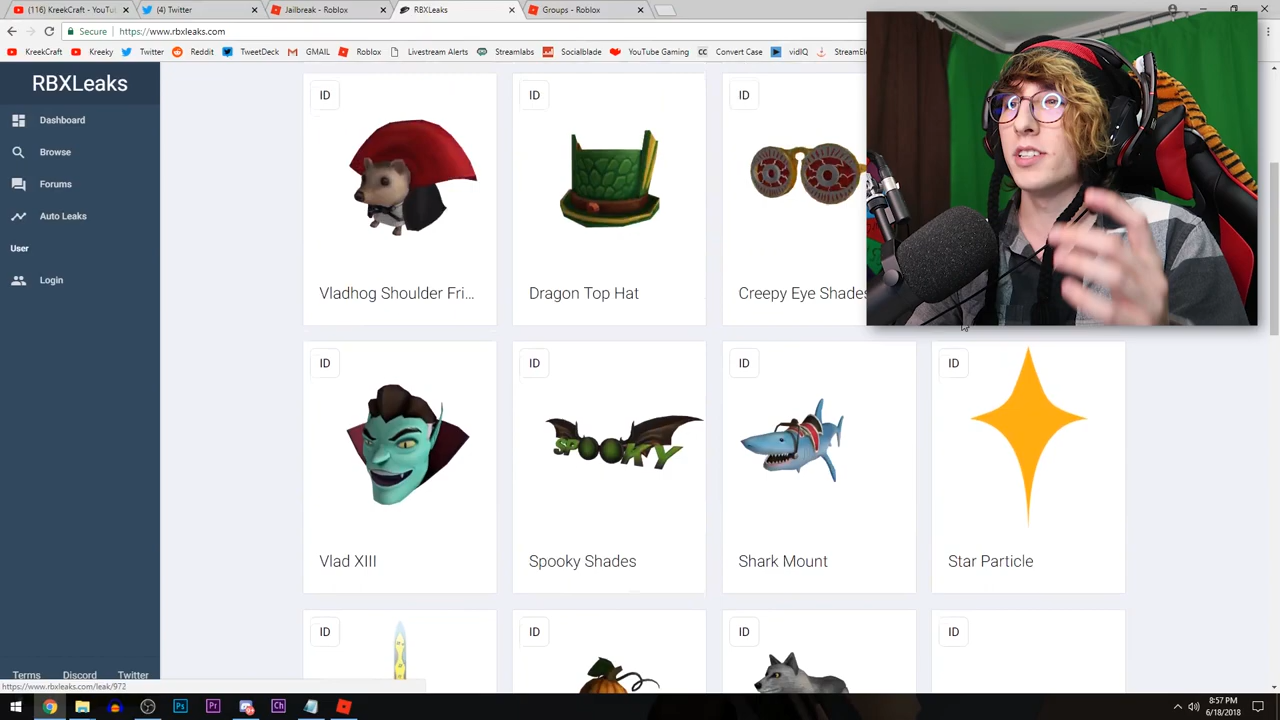 (116) KreekCraft - YouTu
(4) Twitter
Jailbreak - Roblox
RBXLeaks
Groups - Roblox
Secure
https://www.rbxleaks.com
KreekCraft
Kreeky
Twitter
Reddit
TweetDeck
GMAIL
Roblox
Livestream Alerts
Streamlabs
Socialblade
YouTube Gaming
Convert Case
vidIQ
StreamEl
RBXLeaks
Dashboard
Browse
Forums
Auto Leaks
User
Login
Terms
Discord
Twitter
ID
ID
ID
Vladhog Shoulder Fri...
Dragon Top Hat
Creepy Eye Shades
ID
ID
ID
ID
SPOOKY
Vlad XIII
Spooky Shades
Shark Mount
Star Particle
ID
ID
ID
ID
https://www.rbxleaks.com/leak/972
8:57 PM
6/18/2018